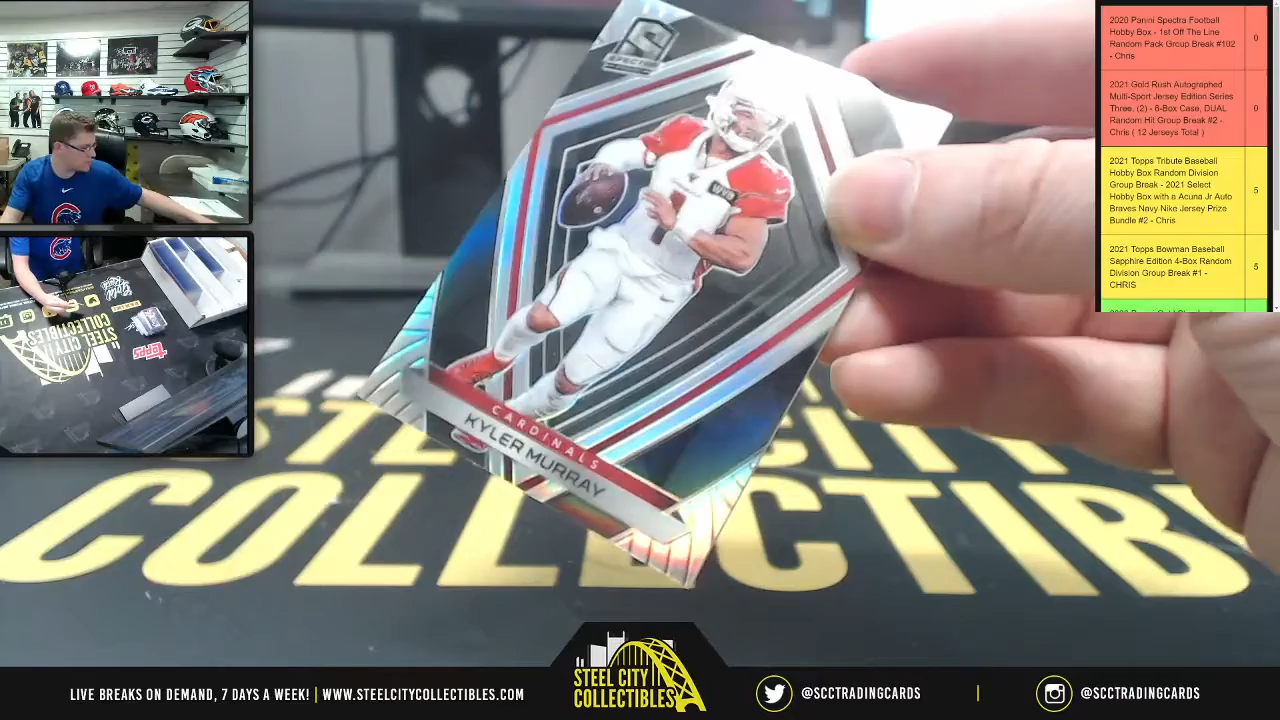 2020 Panini Spectra Football
Hobby Box - 1st Off The Line
Random Pack Group Break #102
- Chris
0
2021 Gold Rush Autographed
Multi-Sport Jersey Edition Series
Three, (2) - 6-Box Case, DUAL
Random Hit Group Break #2 -
Chris ( 12 Jerseys Total )
0
2021 Topps Tribute Baseball
Hobby Box Random Division
Group Break - 2021 Select
Hobby Box with a Acuna Jr Auto
Braves Navy Nike Jersey Prize
Bundle #2 - Chris
5
2021 Topps Bowman Baseball
Sapphire Edition 4-Box Random
Division Group Break #1 -
CHRIS
5
SPECTRA
WVB
1
CARDINALS
KYLER MURRAY
STEEL CITY
COLLECTIB
STEEL CITY
COLLECTIBLES
Topps
LIVE BREAKS ON DEMAND, 7 DAYS A WEEK! | WWW.STEELCITYCOLLECTIBLES.COM
STEEL CITY
COLLECTIBLES
@SCCTRADINGCARDS
@SCCTRADINGCARDS